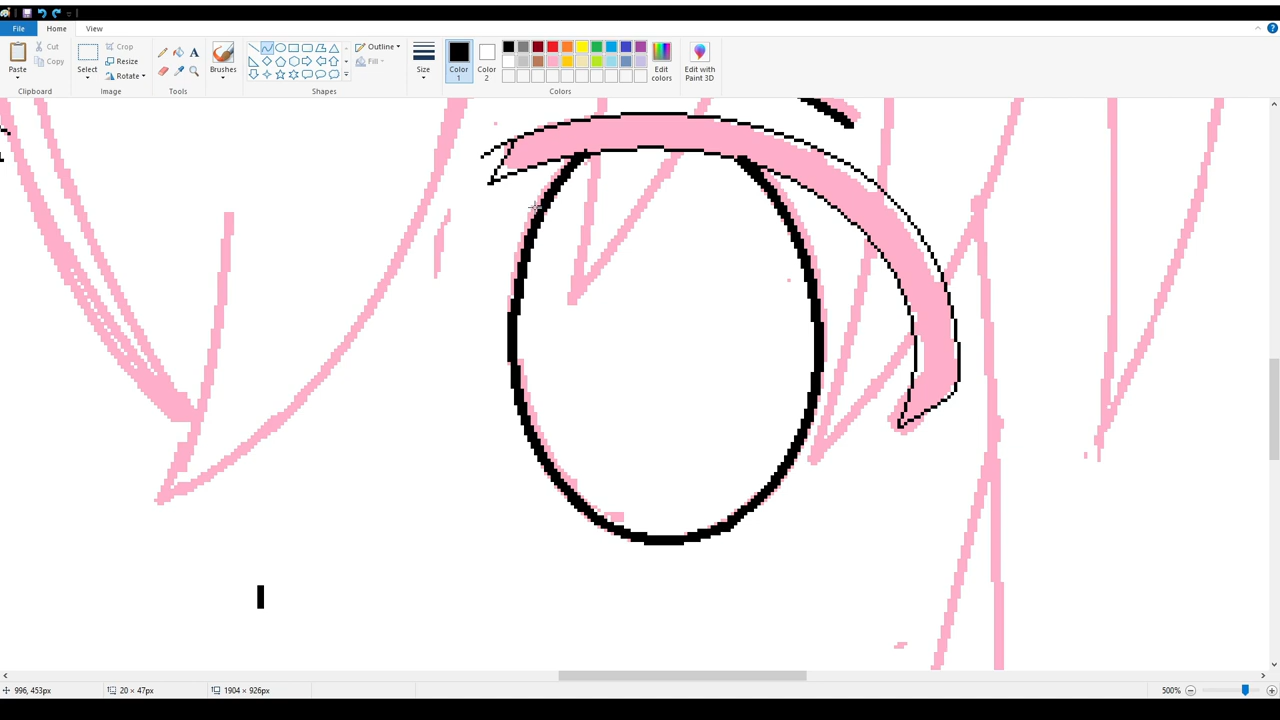 File Home View
Paste
Cut
Copy
Clipboard
Select
Crop
Resize
Rotate
Image
Tools
Brushes
Outline
Fill
Shapes
Size
Color
1
Color
2
Edit
colors
Colors
Edit with
Paint 3D
996, 453px 20 × 47px 1904 × 926px 500%